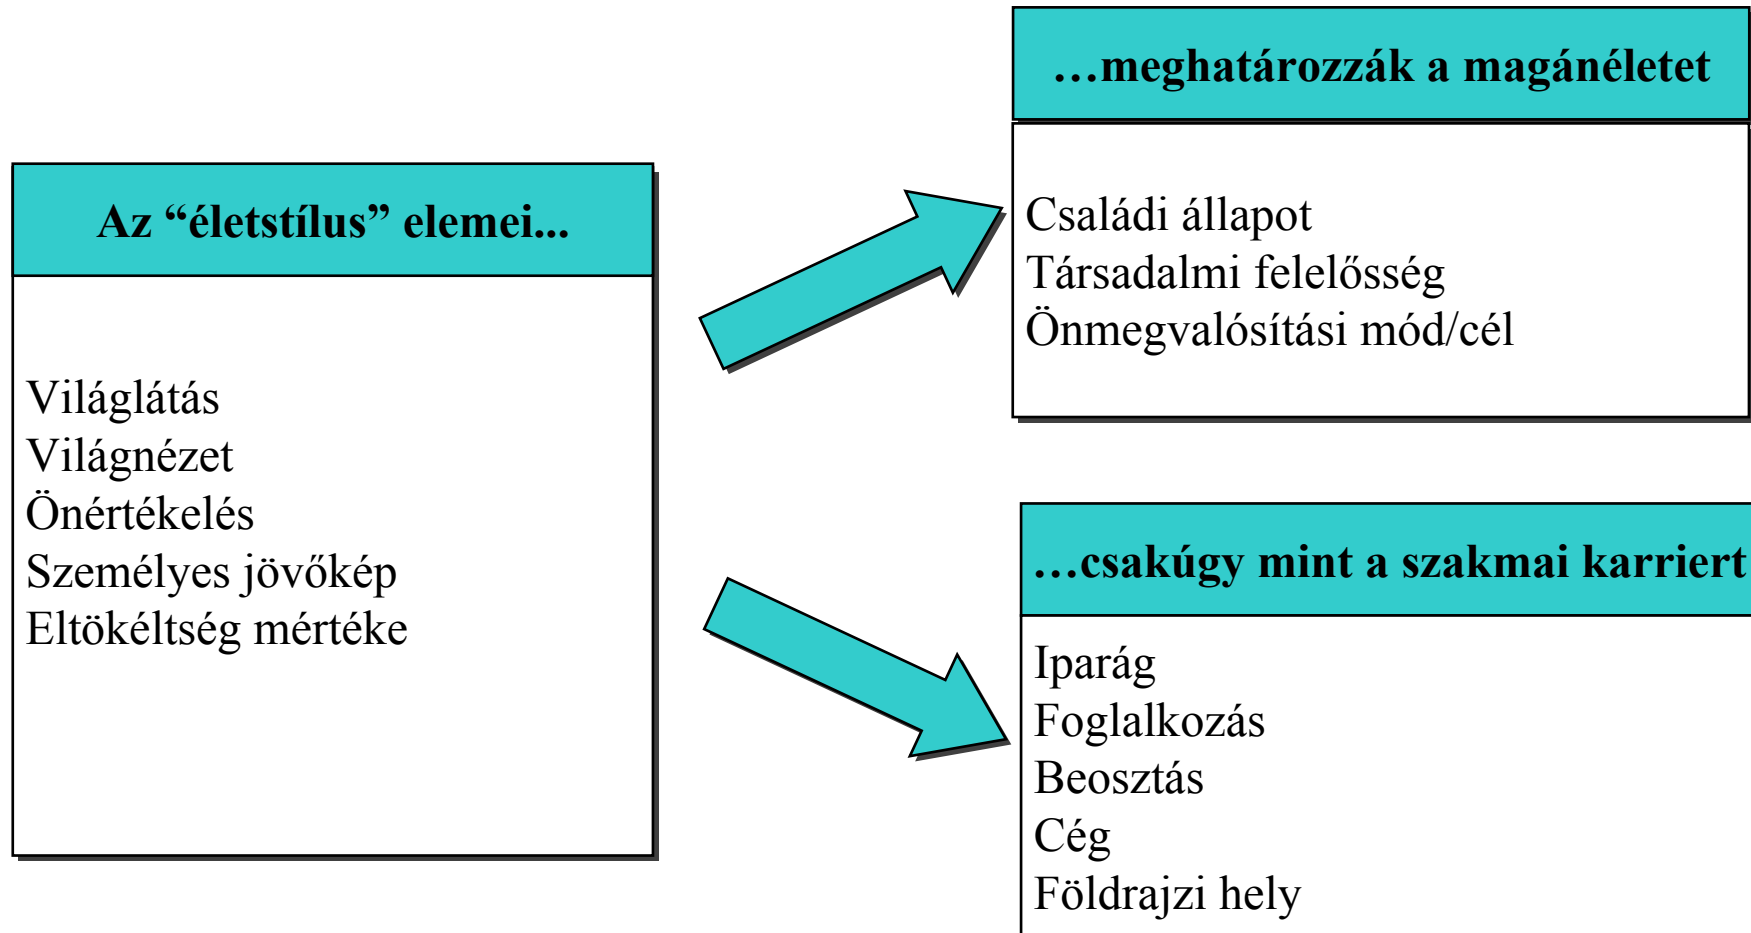 Az “életstílus” elemei...
Világlátás
Világnézet
Önértékelés
Személyes jövőkép
Eltökéltség mértéke
…meghatározzák a magánéletet
Családi állapot
Társadalmi felelősség
Önmegvalósítási mód/cél
…csakúgy mint a szakmai karriert
Iparág
Foglalkozás
Beosztás
Cég
Földrajzi hely